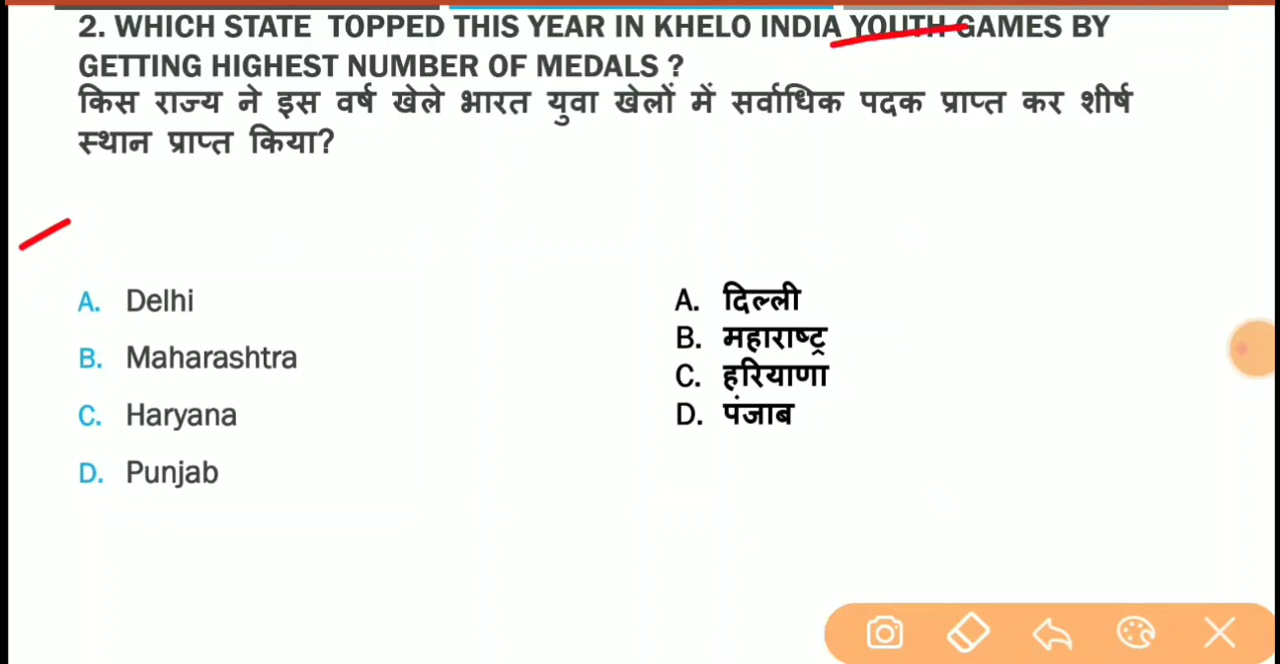 2. WHICH STATE TOPPED THIS YEAR IN KHELO INDIA YOUTH GAMES BY
GETTING HIGHEST NUMBER OF MEDALS ?
किस राज्य ने इस वर्ष खेले भारत युवा खेलों में सर्वाधिक पदक प्राप्त कर शीर्ष
स्थान प्राप्त किया?
A. Delhi
B. Maharashtra
C. Haryana
D. Punjab
A. दिल्ली
B. महाराष्ट्र
C. हरियाणा
D. पंजाब